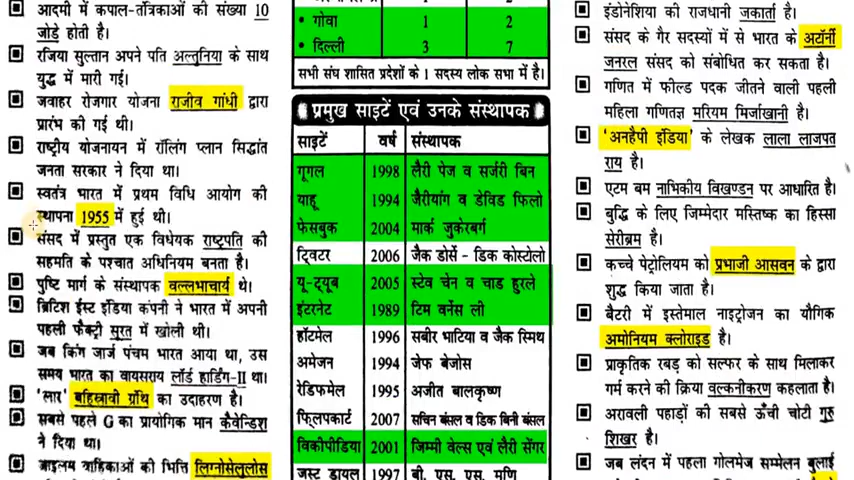 आदमी में कपाल-तंत्रिकाओं की संख्या 10
जोड़े होती है।
रजिया सुल्तान अपने पति अल्तुनिया के साथ
युद्ध में मारी गई।
जवाहर रोजगार योजना राजीव गांधी द्वारा
प्रारंभ की गई थी।
राष्ट्रीय योजनायन में रॉलिंग प्लान सिद्धांत
जनता सरकार ने दिया था।
स्वतंत्र भारत में प्रथम विधि आयोग की
स्थापना 1955 में हुई थी।
संसद में प्रस्तुत एक विधेयक राष्ट्रपति की
सहमति के पश्चात अधिनियम बनता है।
पुष्टि मार्ग के संस्थापक वल्लभाचार्य थे।
ब्रिटिश ईस्ट इंडिया कंपनी ने भारत में अपनी
पहली फैक्ट्री सूरत में खोली थी।
जब किंग जार्ज पंचम भारत आया था, उस
समय भारत का वायसराय लॉर्ड हार्डिंग-II था।
'लार' बहिस्रावी ग्रंथि का उदाहरण है।
सबसे पहले G का प्रायोगिक मान कैवेन्डिश
ने दिया था।
जाइलम वाहिकाओं की भित्ति लिग्नोसेलुलोस
• गोवा 1 2
• दिल्ली 3 7
सभी संघ शासित प्रदेशों के 1 सदस्य लोक सभा में है।
प्रमुख साइटें एवं उनके संस्थापक
साइटें वर्ष संस्थापक
गूगल 1998 लैरी पेज व सर्जरी बिन
याहू 1994 जैरीयांग व डेविड फिलो
फेसबुक 2004 मार्क जुकेरबर्ग
ट्विटर 2006 जैक डोर्से - डिक कोस्टोलो
यू-ट्यूब 2005 स्टेव चेन व चाड हुरले
इंटरनेट 1989 टिम वर्नेस ली
हॉटमेल 1996 सबीर भाटिया व जैक स्मिथ
अमेजन 1994 जेफ बेजोस
रेडिफमेल 1995 अजीत बालकृष्ण
फ्लिपकार्ट 2007 सचिन बंसल व डिक बिनी बंसल
विकीपीडिया 2001 जिम्मी वेल्स एवं लैरी सेंगर
जस्ट डायल 1997 बी. एस. एस. मणि
इंडोनेशिया की राजधानी जकार्ता है।
संसद के गैर सदस्यों में से भारत के अटॉर्नी
जनरल संसद को संबोधित कर सकता है।
गणित में फील्ड पदक जीतने वाली पहली
महिला गणितज्ञ मरियम मिर्जाखानी है।
'अनहैपी इंडिया' के लेखक लाला लाजपत
राय है।
एटम बम नाभिकीय विखण्डन पर आधारित है।
बुद्धि के लिए जिम्मेदार मस्तिष्क का हिस्सा
सेरीब्रम है।
कच्चे पेट्रोलियम को प्रभाजी आसवन के द्वारा
शुद्ध किया जाता है।
बैटरी में इस्तेमाल नाइट्रोजन का यौगिक
अमोनियम क्लोराइड है।
प्राकृतिक रबड़ को सल्फर के साथ मिलाकर
गर्म करने की क्रिया वल्कनीकरण कहलाता है।
अरावली पहाड़ों की सबसे ऊँची चोटी गुरु
शिखर है।
जब लंदन में पहला गोलमेज सम्मेलन बुलाई